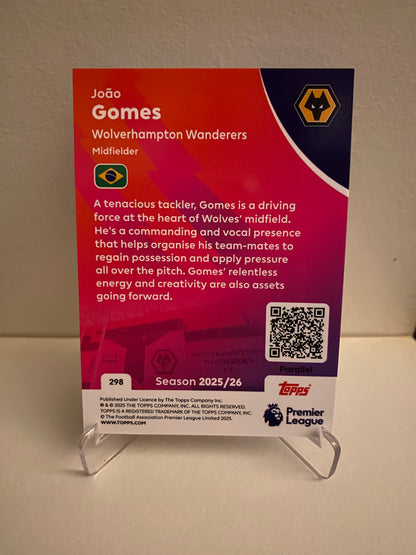 João
Gomes
Wolverhampton Wanderers
Midfielder
A tenacious tackler, Gomes is a driving
force at the heart of Wolves' midfield.
He's a commanding and vocal presence
that helps organise his team-mates to
regain possession and apply pressure
all over the pitch. Gomes' relentless
energy and creativity are also assets
going forward.
WOLVERHAMPTON
WANDERERS
F.C.
Parallel
298
Season 2025/26
Topps
Published Under Licence by The Topps Company Inc.
® & © 2025 THE TOPPS COMPANY, INC. ALL RIGHTS RESERVED.
TOPPS IS A REGISTERED TRADEMARK OF THE TOPPS COMPANY, INC.
© The Football Association Premier League Limited 2025.
WWW.TOPPS.COM
Premier
League